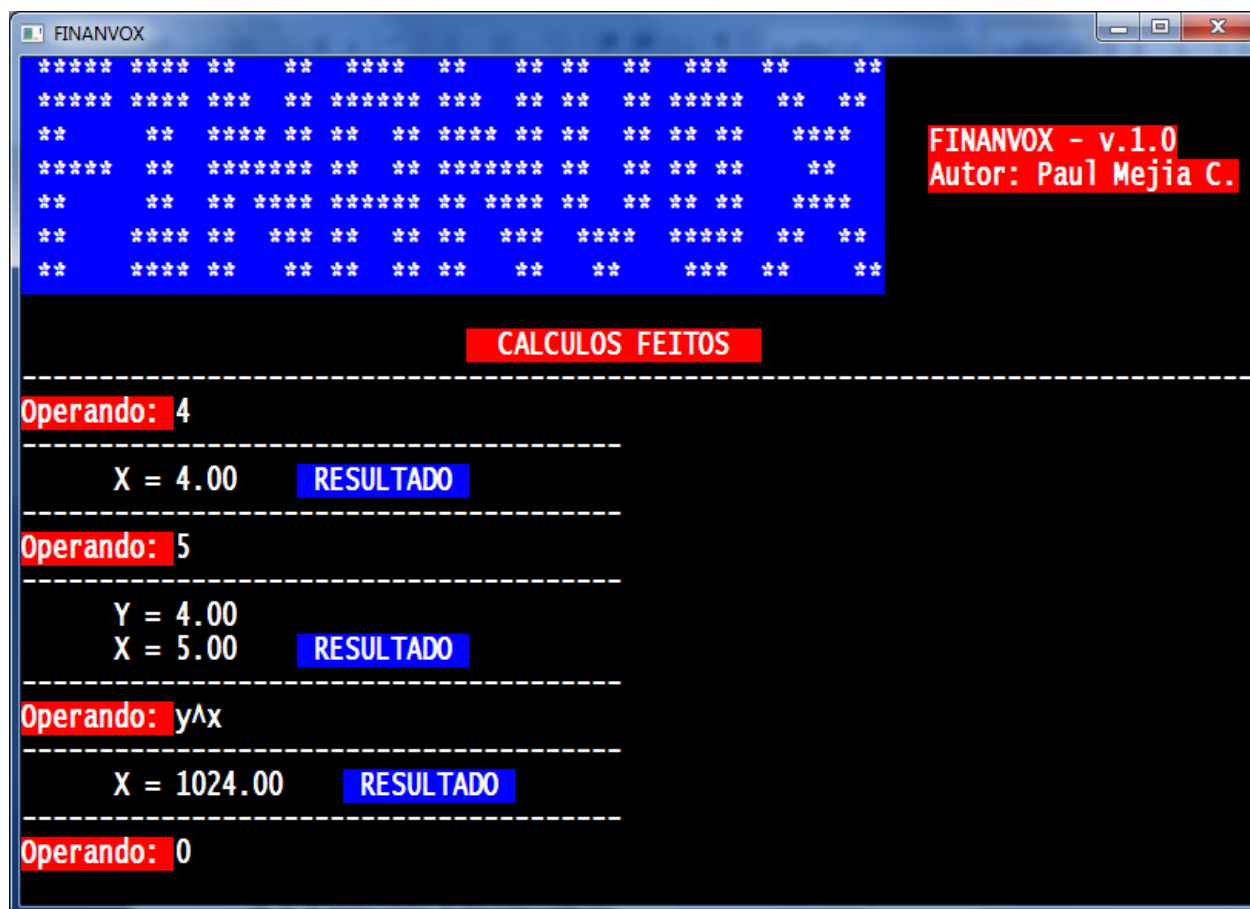 FINANVOX
***** **** **   **  ****  **   ** **  **  ***  **    **
***** **** ***  ** ****** ***  ** **  ** *****  **  **
**     **  **** ** **  ** **** ** **  ** ** **   ****
*****  **  ******* **  ** ******* **  ** ** **    **
**     **  ** **** ****** ** **** **  ** ** **   ****
**    **** **  *** **  ** **  ***  ****  *****  **  **
**    **** **   ** **  ** **   **   **    ***  **    **
FINANVOX - v.1.0
Autor: Paul Mejia C.
CALCULOS FEITOS
--------------------------------------------------------------------------------
Operando: 4
---------------------------------------
X = 4.00 RESULTADO
---------------------------------------
Operando: 5
---------------------------------------
Y = 4.00
X = 5.00 RESULTADO
---------------------------------------
Operando: y^x
---------------------------------------
X = 1024.00 RESULTADO
---------------------------------------
Operando: 0